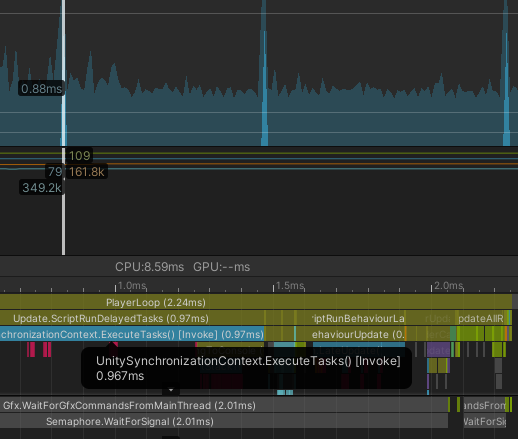 0.88ms
109
79
161.8k
349.2k
CPU:8.59ms GPU:--ms
1.0ms
1.5ms
2.0ms
PlayerLoop (2.24ms)
Update.ScriptRunDelayedTasks (0.97ms)
iptRunBehaviourLa
pdateAllR
chronizationContext.ExecuteTasks() [Invoke] (0.97ms)
ehaviourUpdate (0.
UnitySynchronizationContext.ExecuteTasks() [Invoke]
0.967ms
Gfx.WaitForGfxCommandsFromMainThread (2.01ms)
andsFrom
Semaphore.WaitForSignal (2.01ms)
WaitForSig